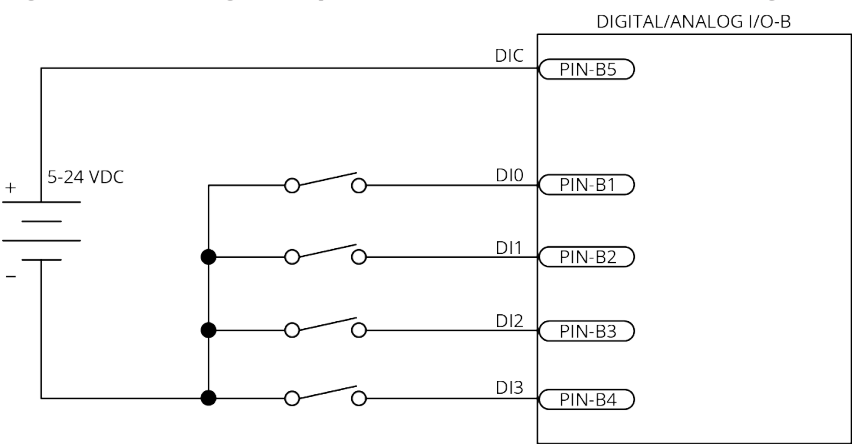 DIGITAL/ANALOG I/O-B
DIC
PIN-B5
5-24 VDC
+
DI0
PIN-B1
DI1
PIN-B2
−
DI2
PIN-B3
DI3
PIN-B4